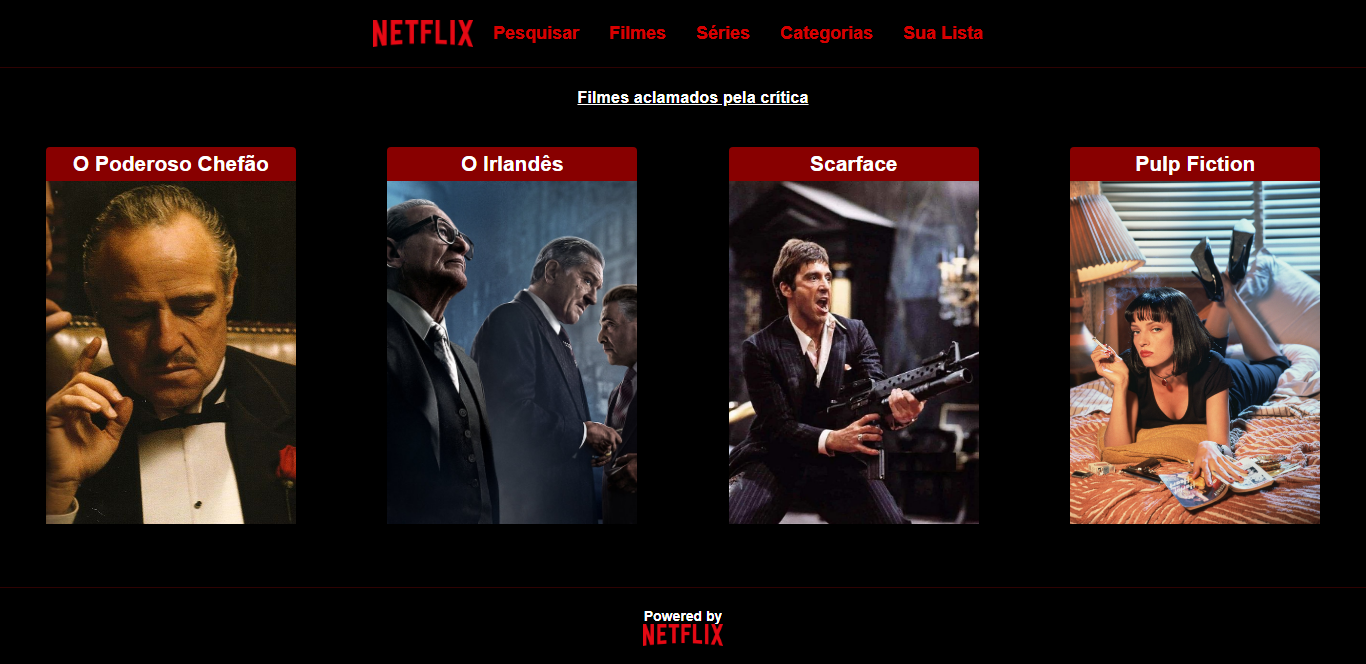 NETFLIX Pesquisar Filmes Séries Categorias Sua Lista
Filmes aclamados pela crítica
O Poderoso Chefão
O Irlandês
Scarface
Pulp Fiction
Powered by
NETFLIX